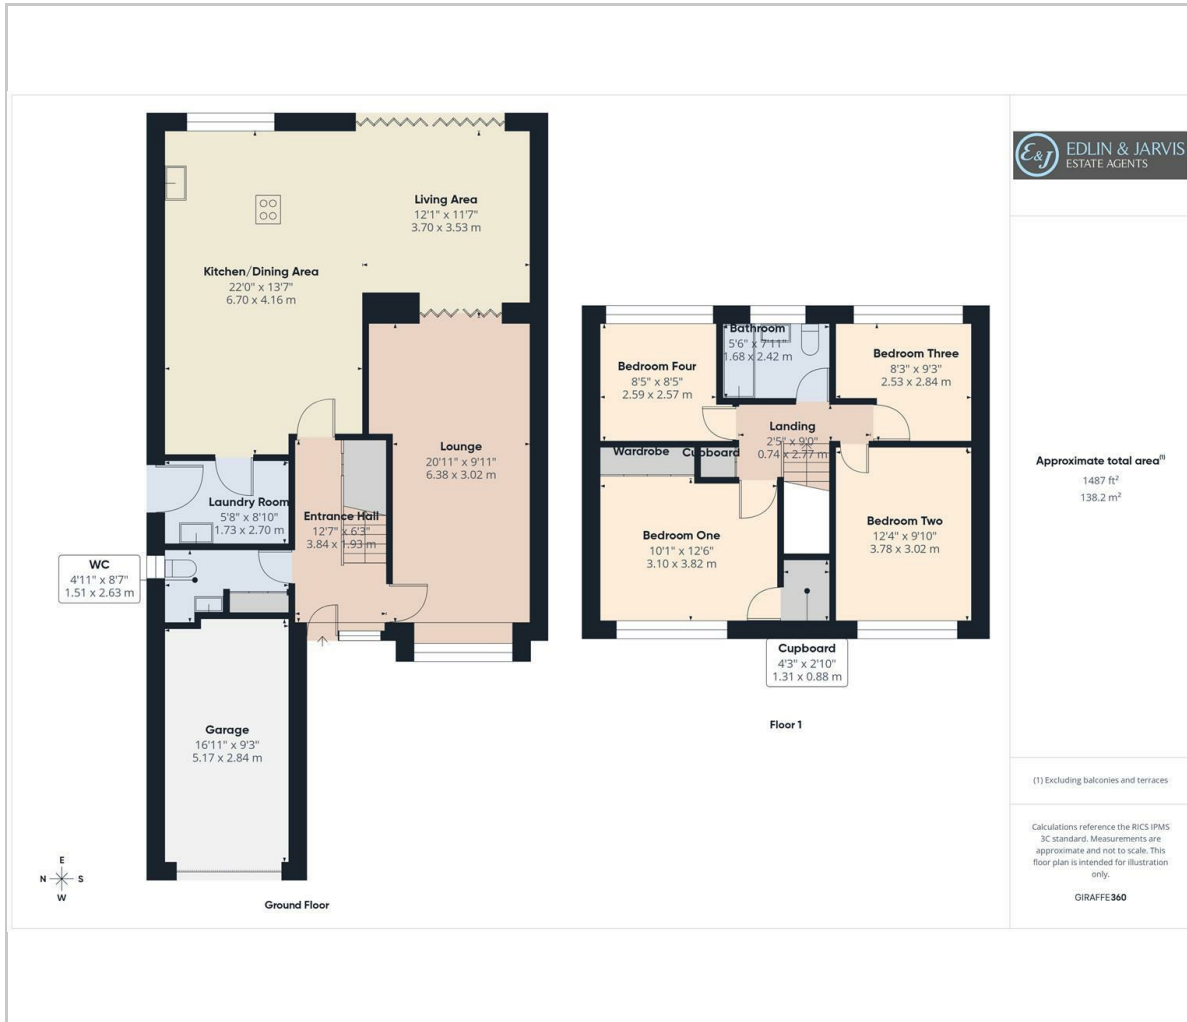 Living Area
12'1" x 11'7"
3.70 x 3.53 m
Kitchen/Dining Area
22'0" x 13'7"
6.70 x 4.16 m
Lounge
20'11" x 9'11"
6.38 x 3.02 m
Laundry Room
5'8" x 8'10"
1.73 x 2.70 m
Entrance Hall
12'7" x 6'3"
3.84 x 1.93 m
WC
4'11" x 8'7"
1.51 x 2.63 m
Garage
16'11" x 9'3"
5.17 x 2.84 m
E
N S
W
Ground Floor
Bathroom
5'6" x 7'11"
1.68 x 2.42 m
Bedroom Four
8'5" x 8'5"
2.59 x 2.57 m
Bedroom Three
8'3" x 9'3"
2.53 x 2.84 m
Landing
2'5" x 9'0"
0.74 x 2.77 m
Wardrobe
Cupboard
Bedroom One
10'1" x 12'6"
3.10 x 3.82 m
Bedroom Two
12'4" x 9'10"
3.78 x 3.02 m
Cupboard
4'3" x 2'10"
1.31 x 0.88 m
Floor 1
E&J
EDLIN & JARVIS
ESTATE AGENTS
Approximate total area(1)
1487 ft²
138.2 m²
(1) Excluding balconies and terraces
Calculations reference the RICS IPMS
3C standard. Measurements are
approximate and not to scale. This
floor plan is intended for illustration
only.
GIRAFFE360